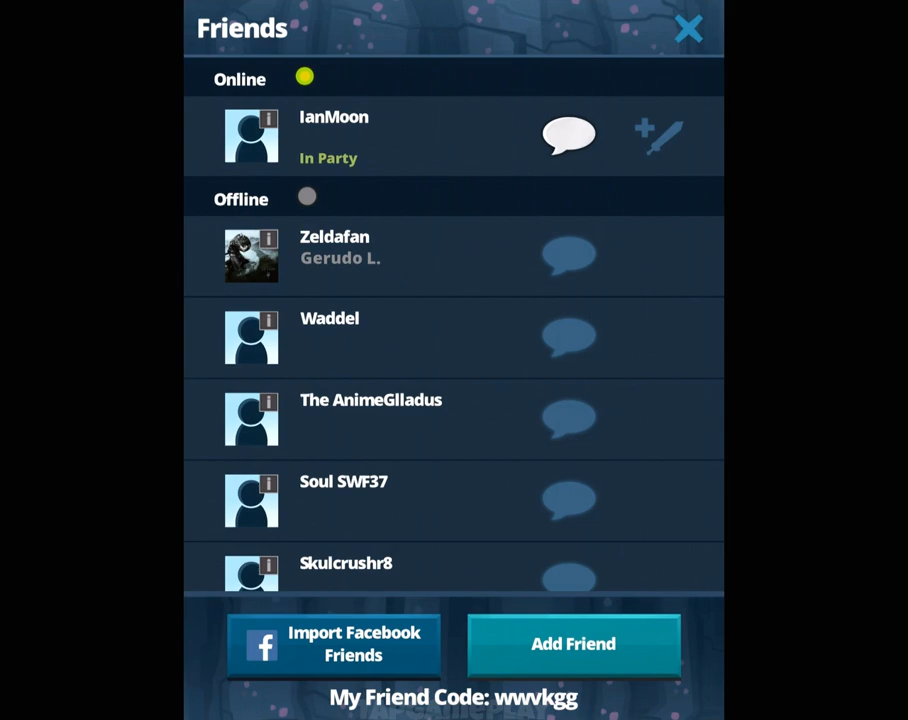 Friends
Online
IanMoon
In Party
Offline
Zeldafan
Gerudo L.
Waddel
The AnimeGlladus
Soul SWF37
Skulcrushr8
Import Facebook
Friends
Add Friend
My Friend Code: wwvkgg